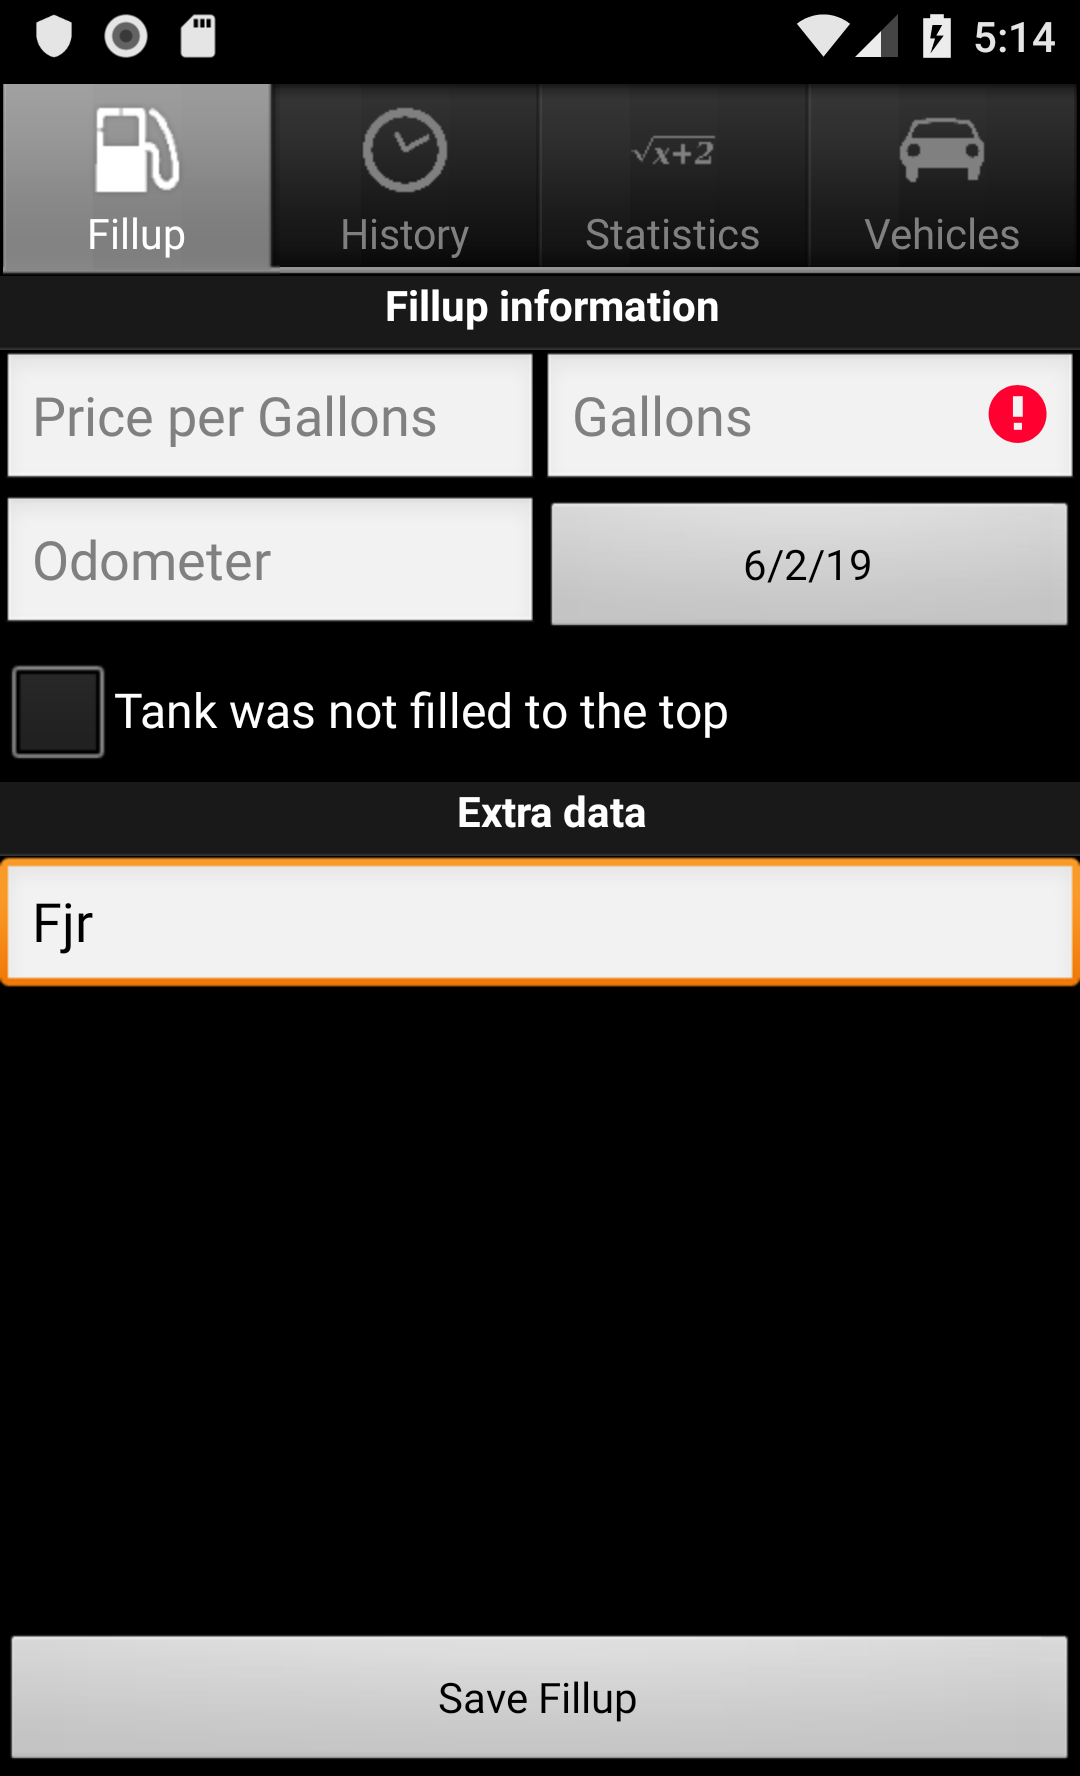 5:14
Fillup
History
√x+2
Statistics
Vehicles
Fillup information
Price per Gallons
Gallons
Odometer
6/2/19
Tank was not filled to the top
Extra data
Fjr
Save Fillup